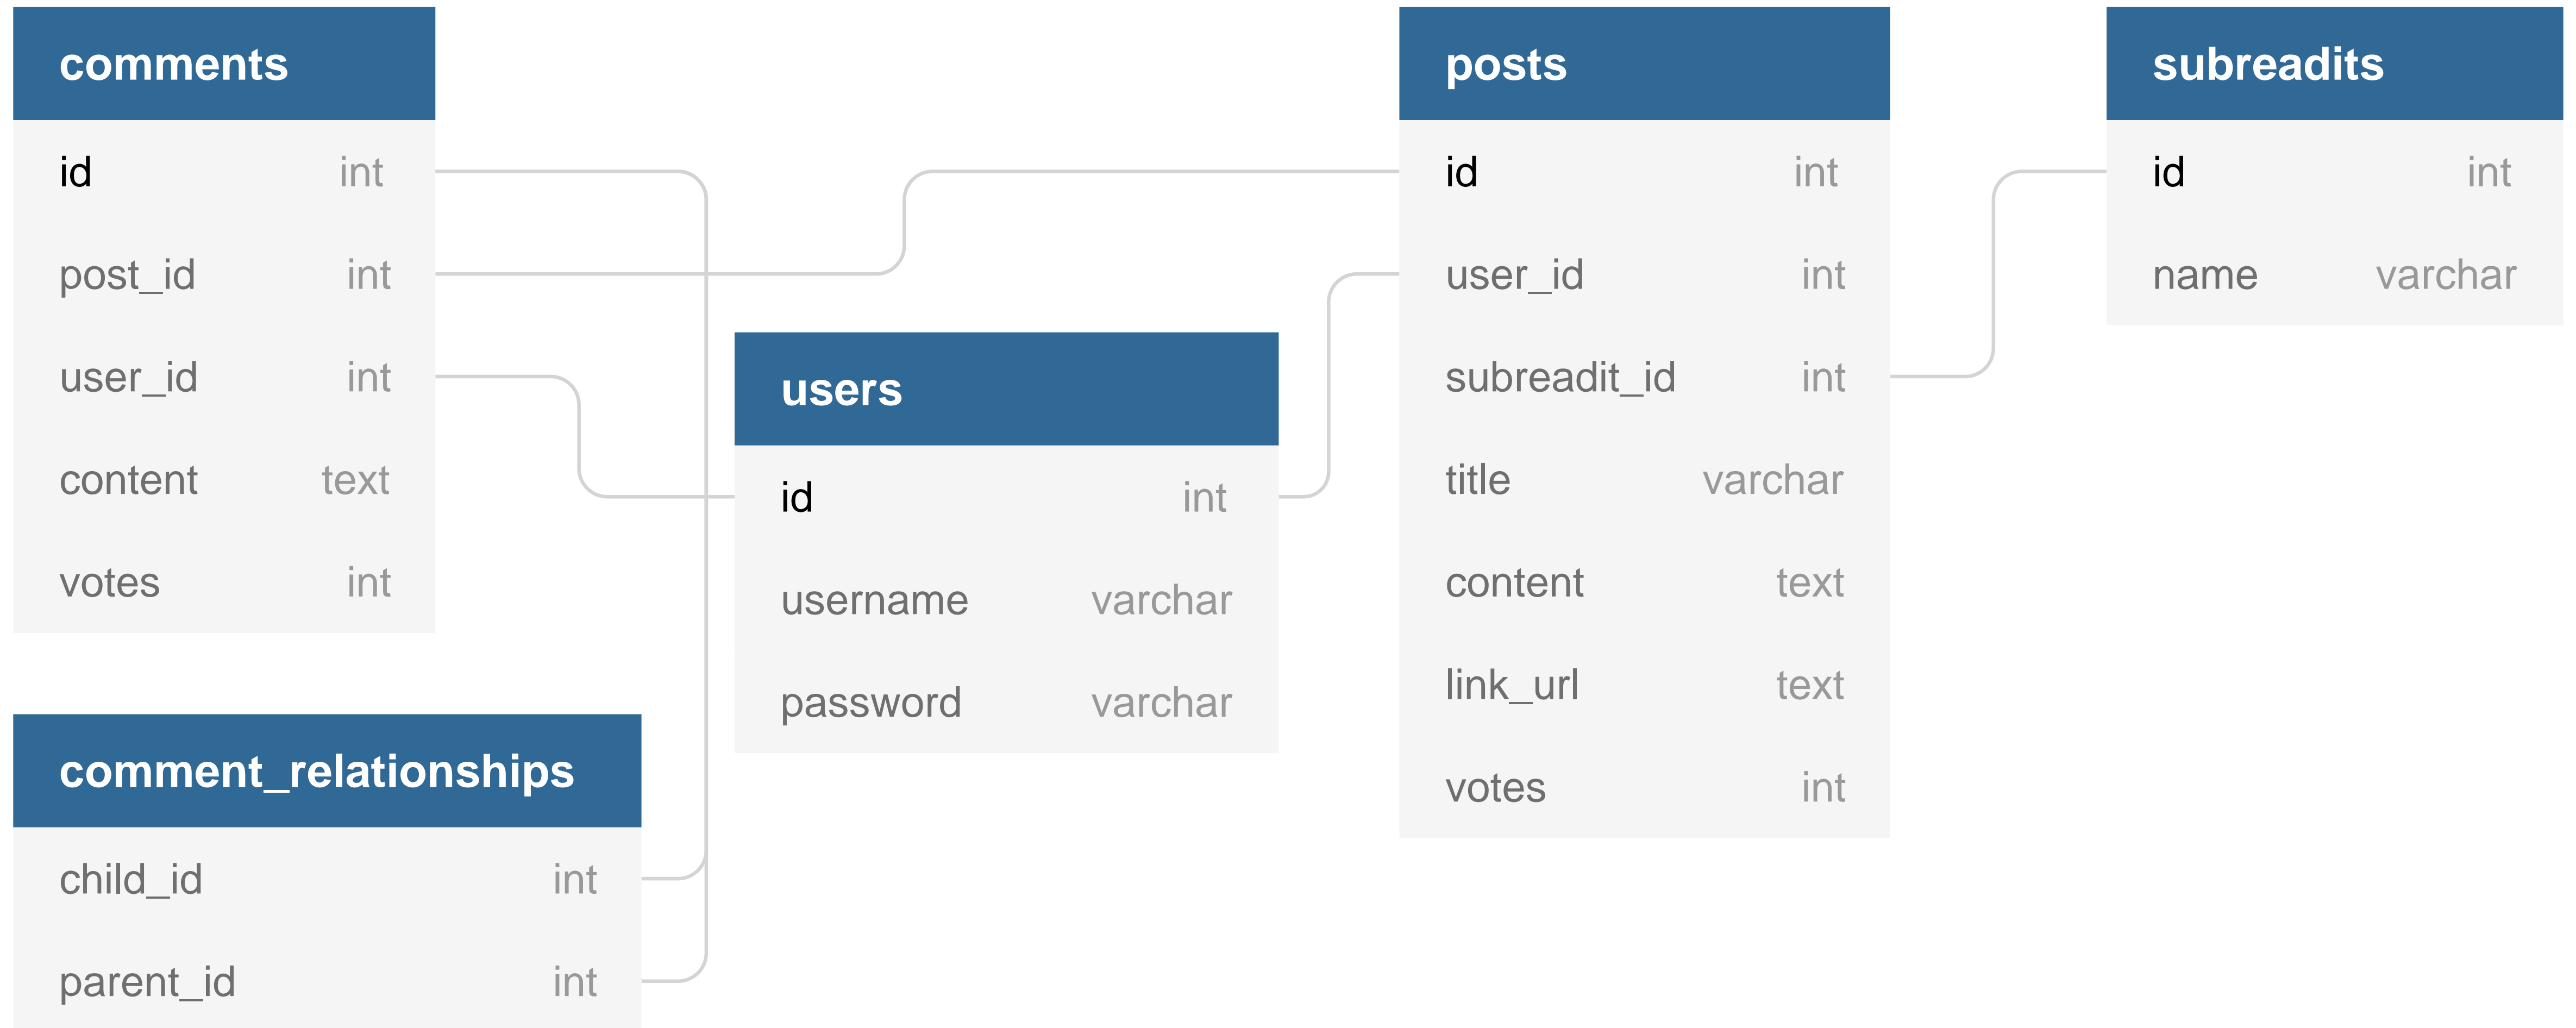 comments
id int
post_id int
user_id int
content text
votes int
comment_relationships
child_id int
parent_id int
users
id int
username varchar
password varchar
posts
id int
user_id int
subreadit_id int
title varchar
content text
link_url text
votes int
subreadits
id int
name varchar